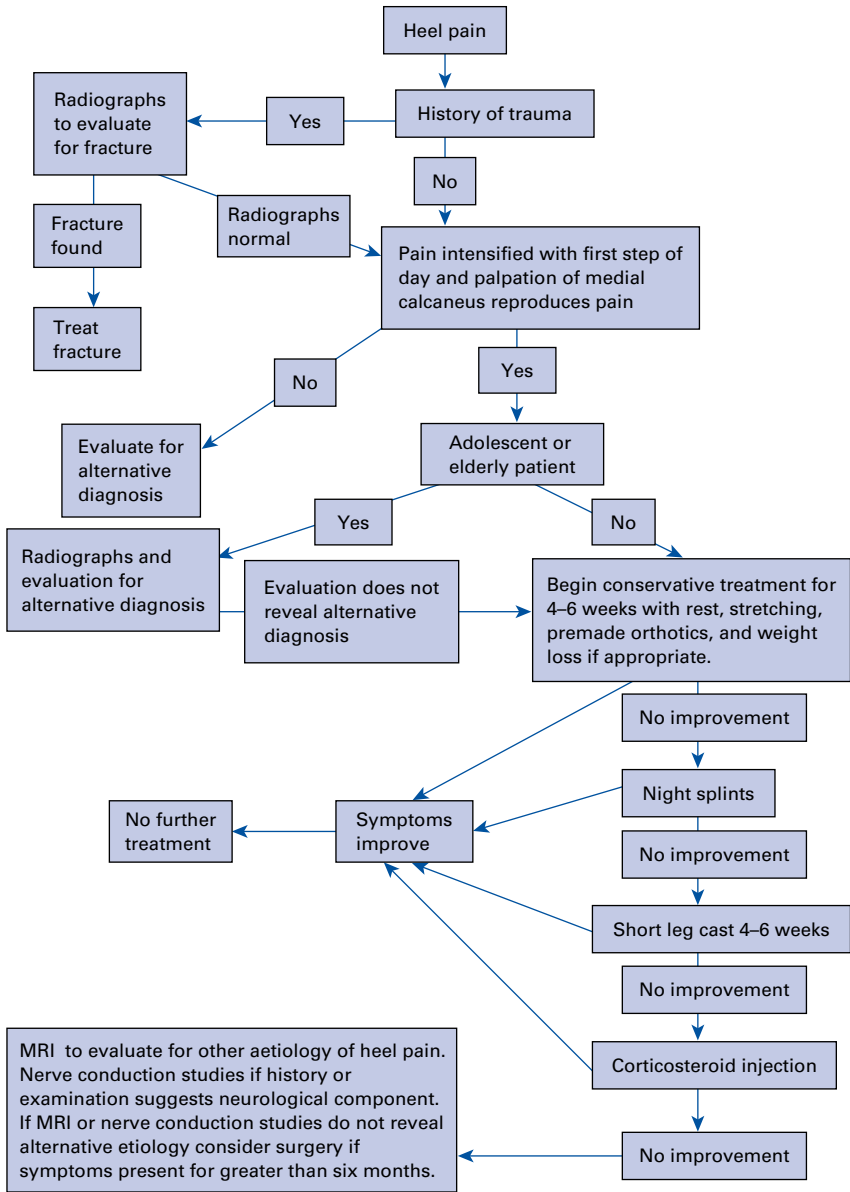 Heel pain
History of trauma
Yes
Radiographs
to evaluate
for fracture
No
Fracture
found
Radiographs
normal
Treat
fracture
Pain intensified with first step of
day and palpation of medial
calcaneus reproduces pain
No
Yes
Evaluate for
alternative
diagnosis
Adolescent or
elderly patient
Yes
No
Radiographs and
evaluation for
alternative diagnosis
Evaluation does not
reveal alternative
diagnosis
Begin conservative treatment for
4–6 weeks with rest, stretching,
premade orthotics, and weight
loss if appropriate.
No improvement
Night splints
Symptoms
improve
No further
treatment
No improvement
Short leg cast 4–6 weeks
No improvement
Corticosteroid injection
No improvement
MRI to evaluate for other aetiology of heel pain.
Nerve conduction studies if history or
examination suggests neurological component.
If MRI or nerve conduction studies do not reveal
alternative etiology consider surgery if
symptoms present for greater than six months.